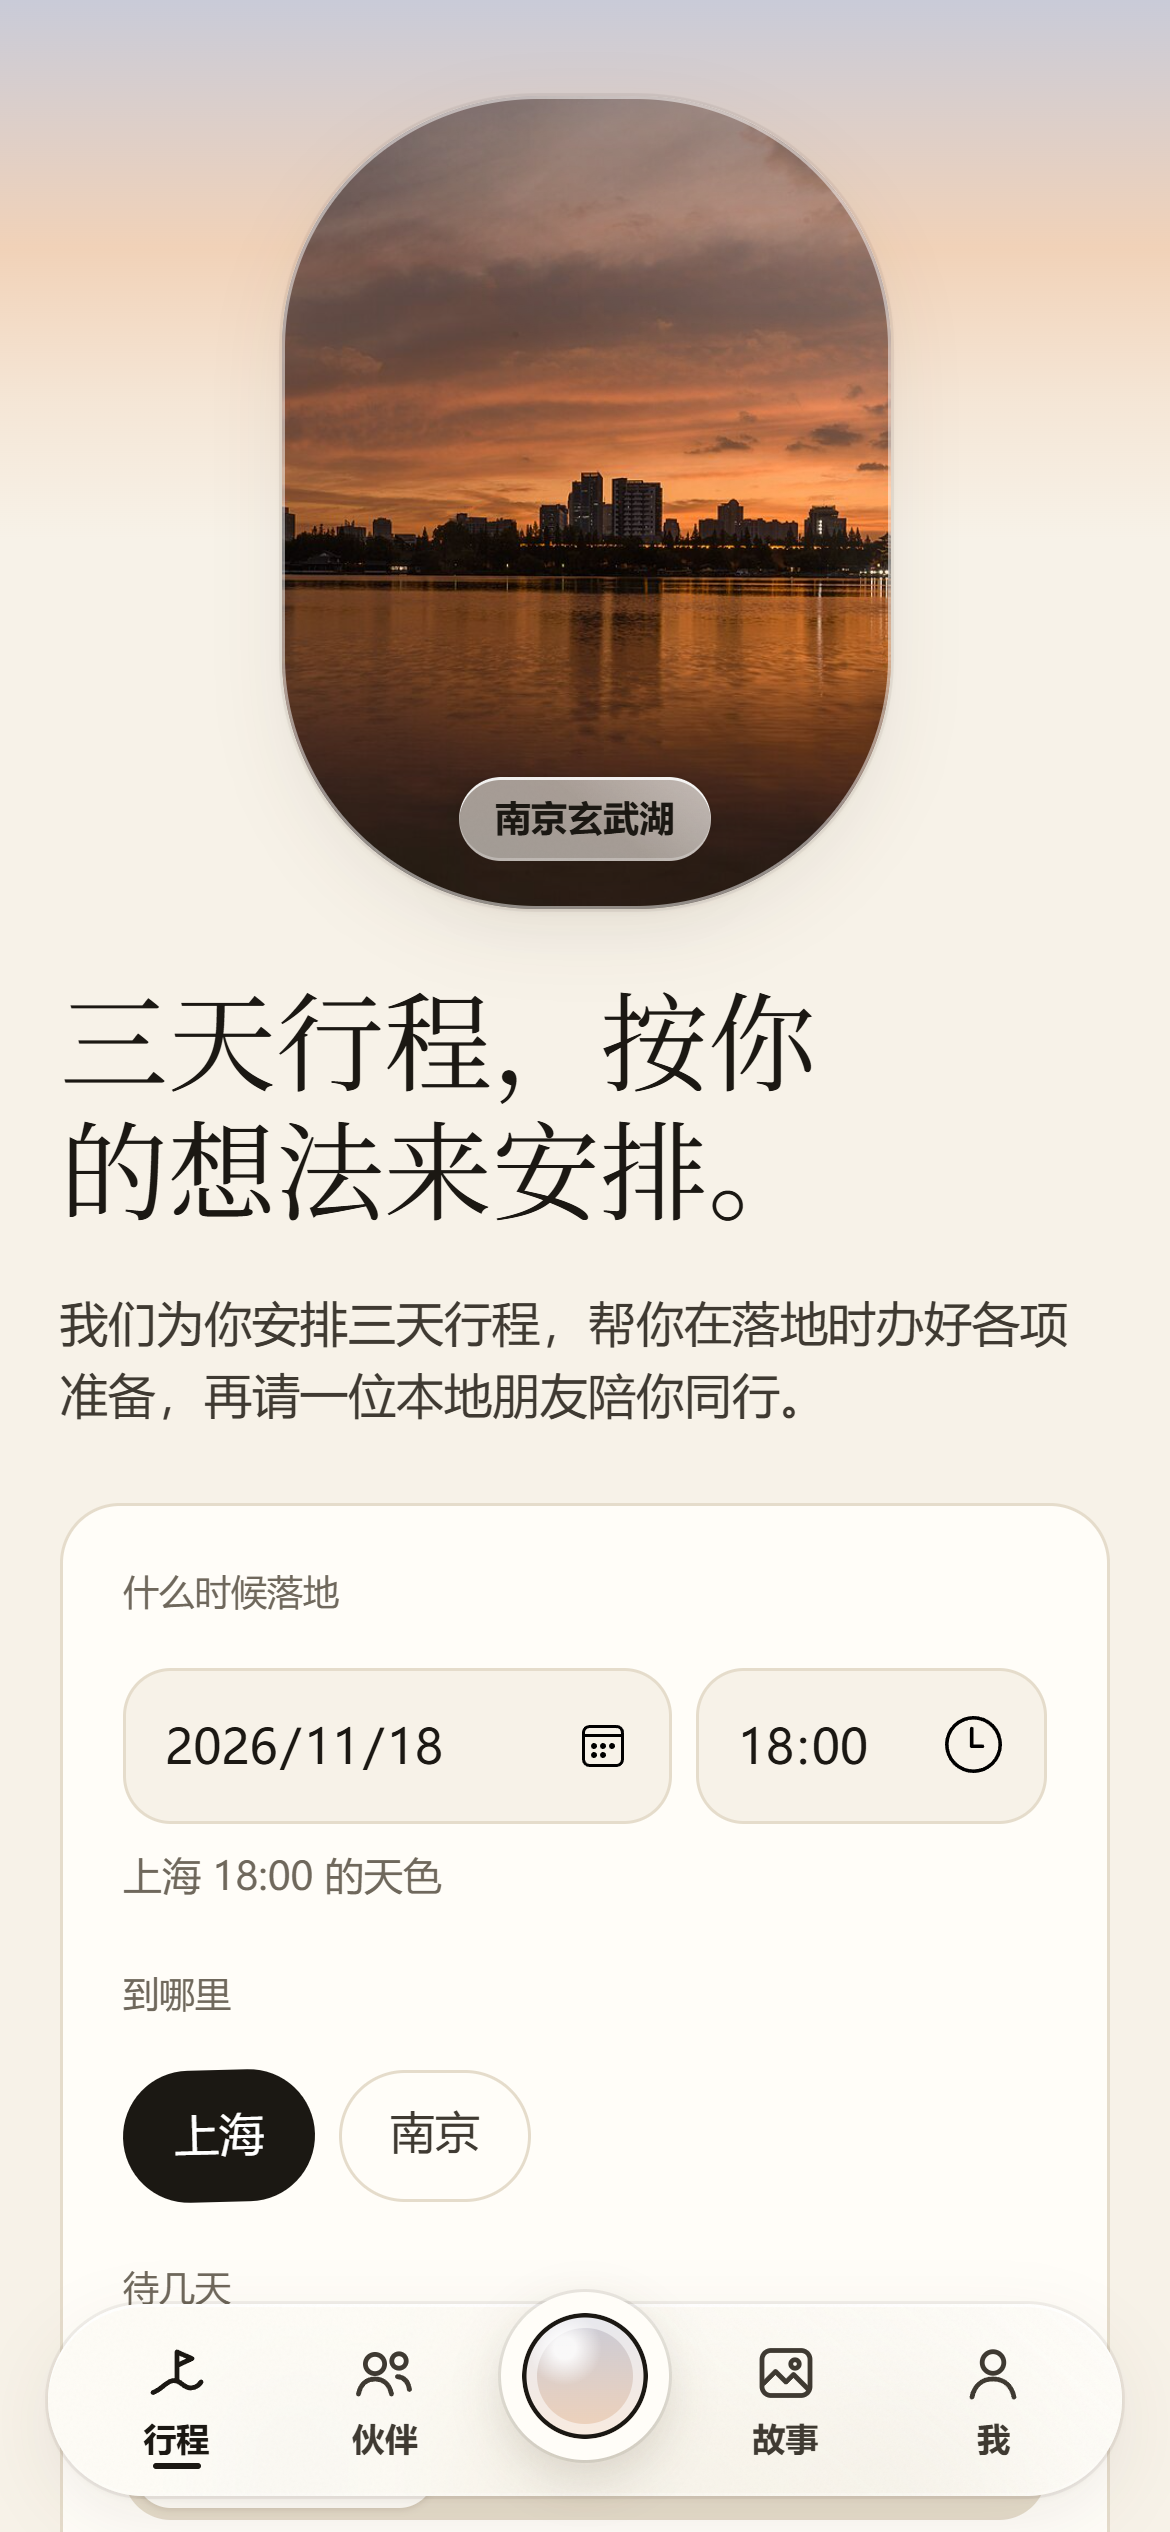 南京玄武湖
三天行程，按你
的想法来安排。
我们为你安排三天行程，帮你在落地时办好各项
准备，再请一位本地朋友陪你同行。
什么时候落地
2026/11/18
18:00
上海 18:00 的天色
到哪里
上海
南京
待几天
行程
伙伴
故事
我